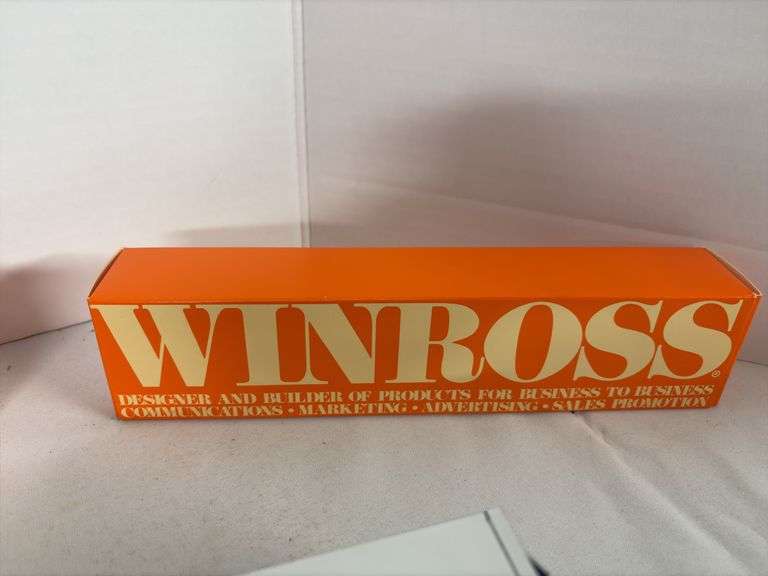 WINROSS®
DESIGNER AND BUILDER OF PRODUCTS FOR BUSINESS TO BUSINESS
COMMUNICATIONS • MARKETING • ADVERTISING • SALES PROMOTION